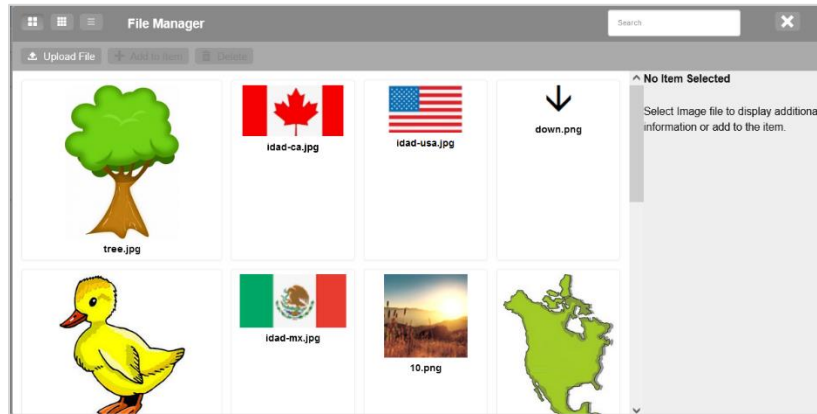 File Manager
Search
Upload File
Add to Item
Delete
tree.jpg
idad-ca.jpg
idad-usa.jpg
down.png
idad-mx.jpg
10.png
No Item Selected
Select Image file to display additiona
information or add to the item.